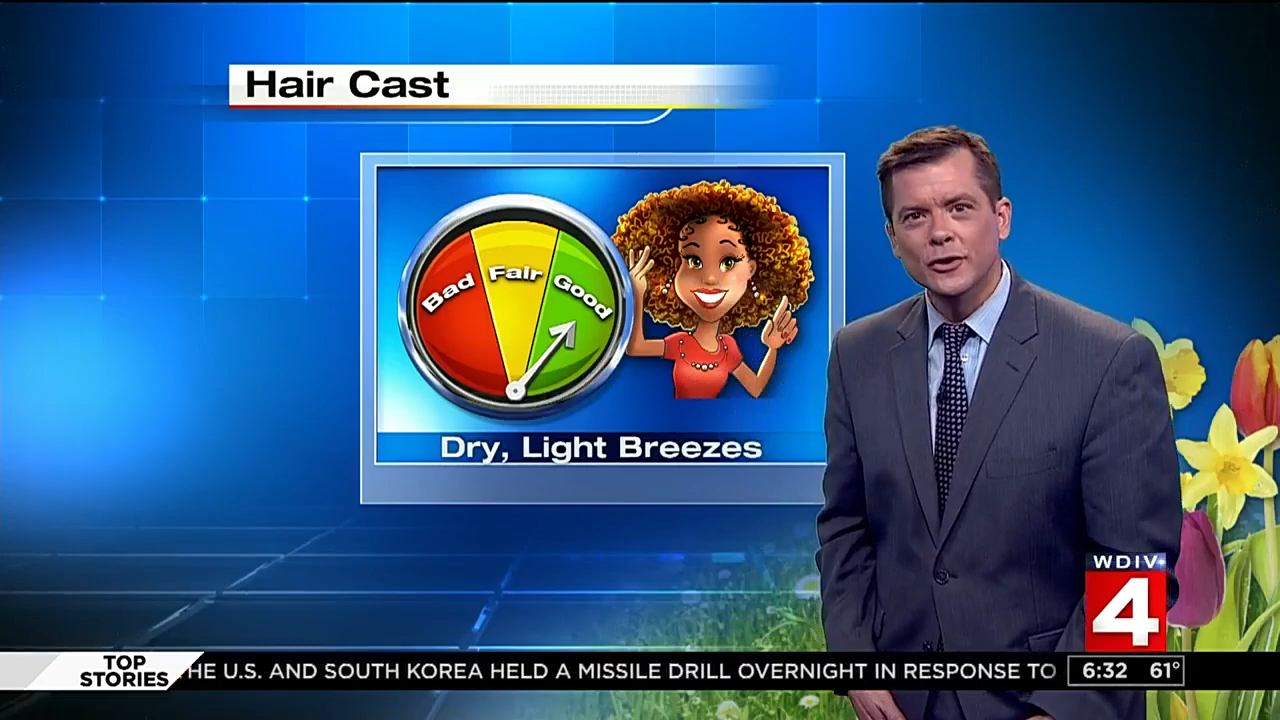 Hair Cast
Bad Fair Good
Dry, Light Breezes
WDIV
4
TOP
STORIES
HE U.S. AND SOUTH KOREA HELD A MISSILE DRILL OVERNIGHT IN RESPONSE TO
6:32 61°